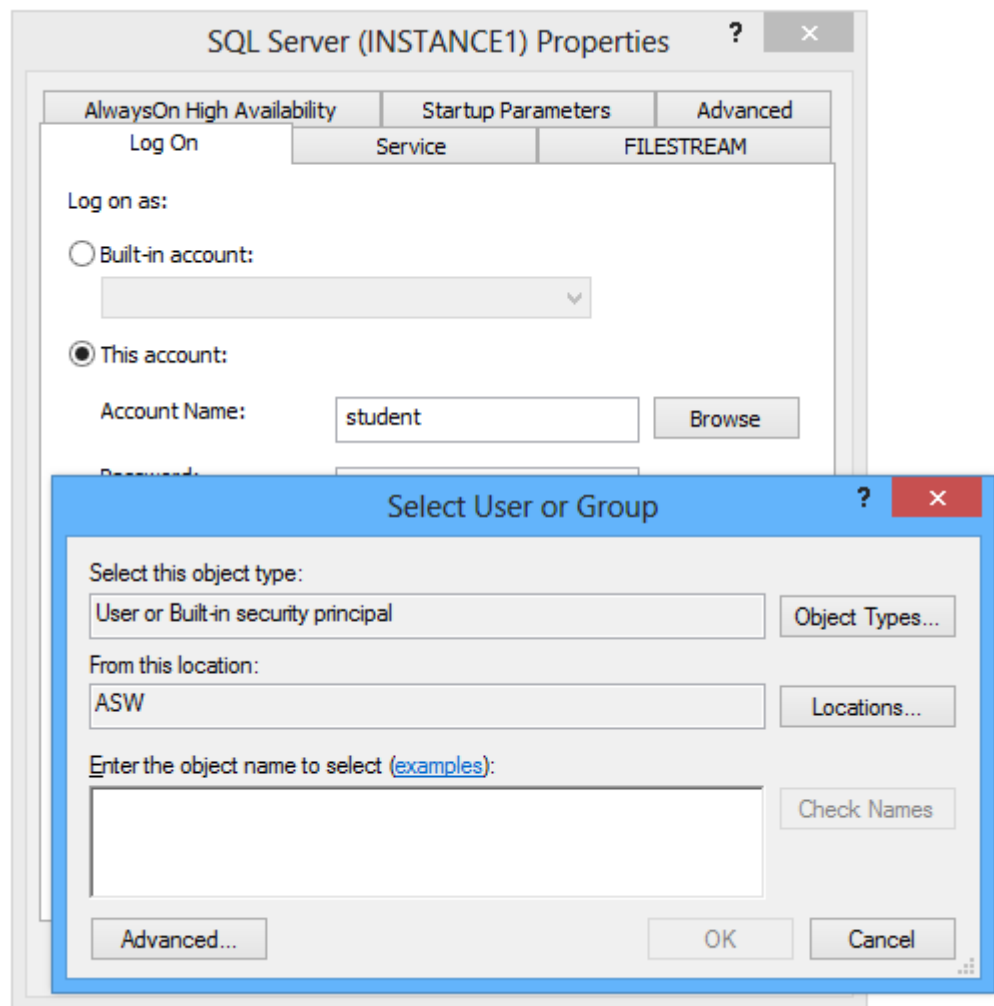 SQL Server (INSTANCE1) Properties ?
AlwaysOn High Availability Startup Parameters Advanced
Log On Service FILESTREAM
Log on as:
Built-in account:
This account:
Account Name: student Browse
Select User or Group ?
Select this object type:
User or Built-in security principal Object Types...
From this location:
ASW Locations...
Enter the object name to select (examples):
Check Names
Advanced... OK Cancel